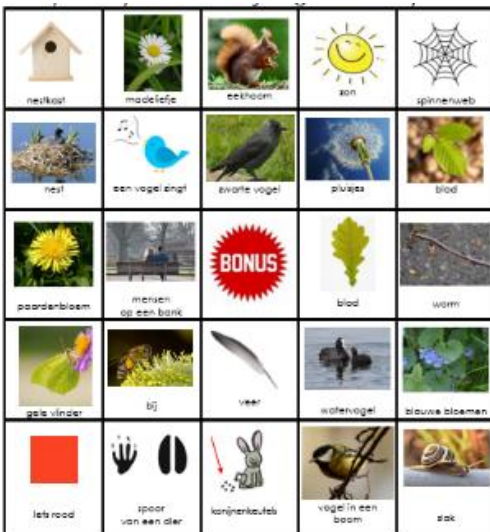 nestkast
madeliefje
eekhoorn
zon
spinnenweb
nest
een vogel zingt
zwarte vogel
pluisjes
blad
paardenbloem
mensen
op een bank
BONUS
blad
worm
gele vlinder
bij
veer
watervogel
blauwe bloemen
iets rood
spoor
van een dier
konijnenkeutels
vogel in een
boom
slak